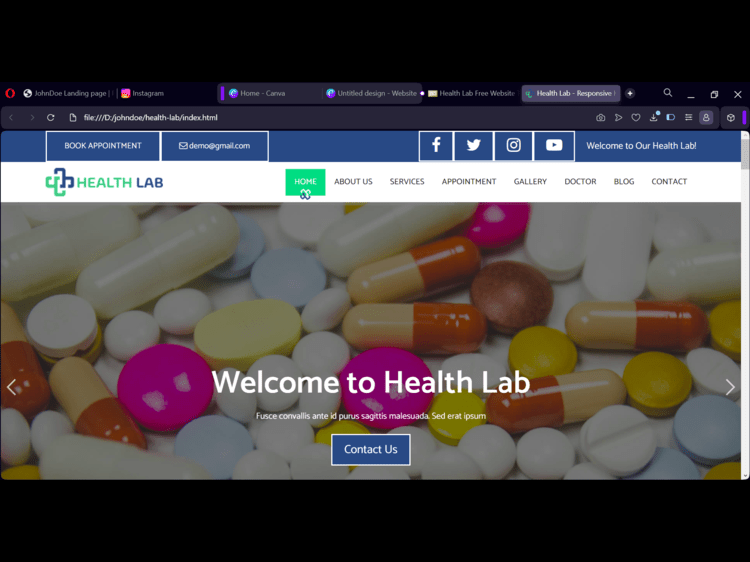 JohnDoe Landing page |
Instagram
Home - Canva
Untitled design - Website
Health Lab Free Website
Health Lab - Responsive
file:///D:/johndoe/health-lab/index.html
BOOK APPOINTMENT
demo@gmail.com
Welcome to Our Health Lab!
HEALTH LAB
HOME
ABOUT US
SERVICES
APPOINTMENT
GALLERY
DOCTOR
BLOG
CONTACT
Welcome to Health Lab
Fusce convallis ante id purus sagittis malesuada. Sed erat ipsum
Contact Us